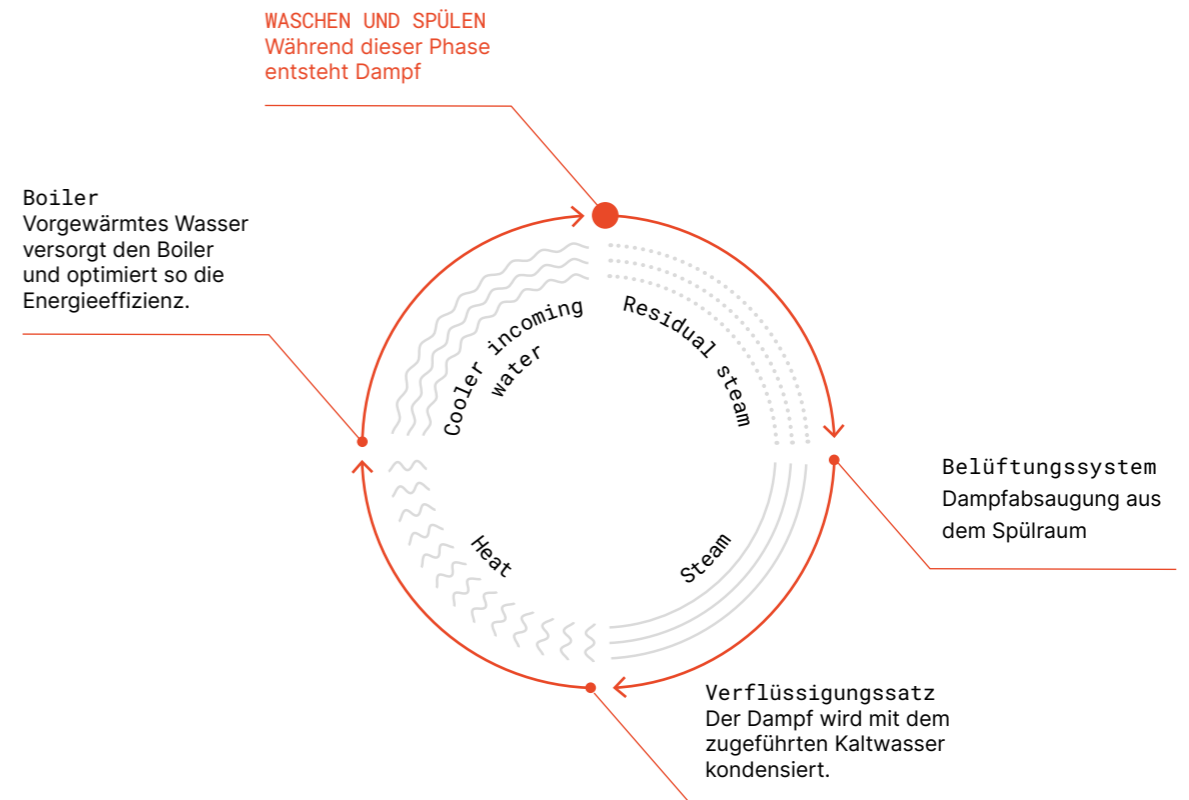 WASCHEN UND SPÜLEN
Während dieser Phase
entsteht Dampf
Boiler
Vorgewärmtes Wasser
versorgt den Boiler
und optimiert so die
Energieeffizienz.
Cooler incoming
water
Residual steam
Belüftungssystem
Dampfabsaugung aus
dem Spülraum
Heat
Steam
Verflüssigungssatz
Der Dampf wird mit dem
zugeführten Kaltwasser
kondensiert.